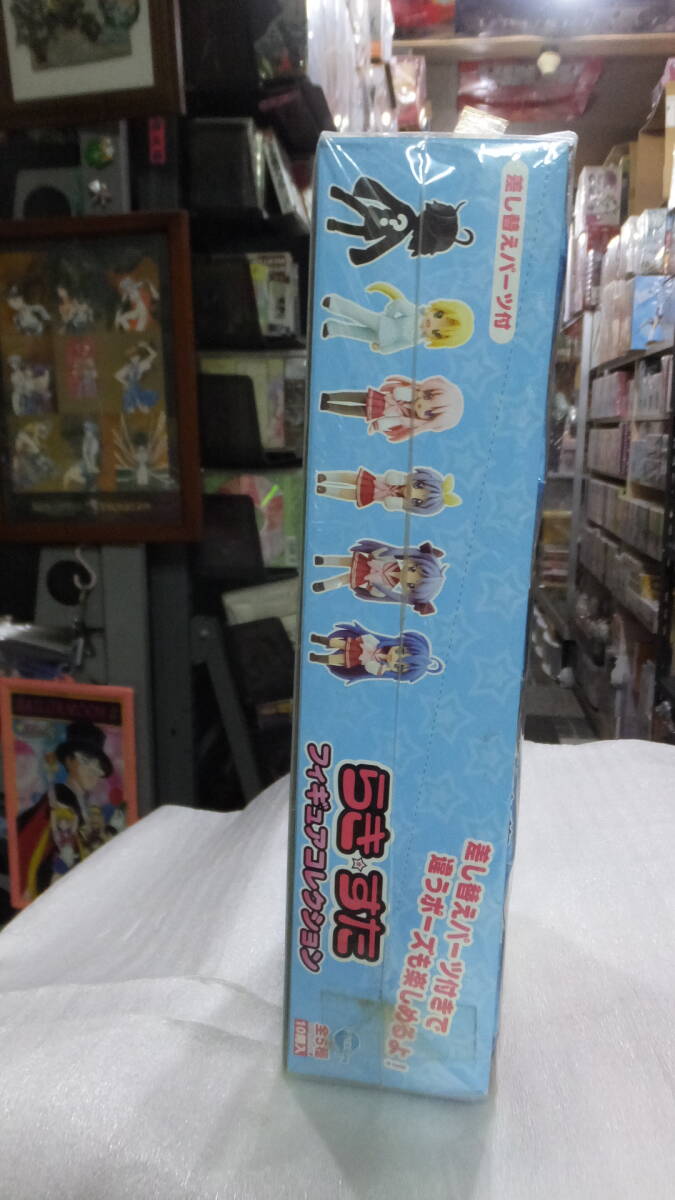 差し替えパーツ付
らき☆すた
フィギュアコレクション
差し替えパーツ付きで
違うポーズも楽しめるよ!
全5種
10個入
?